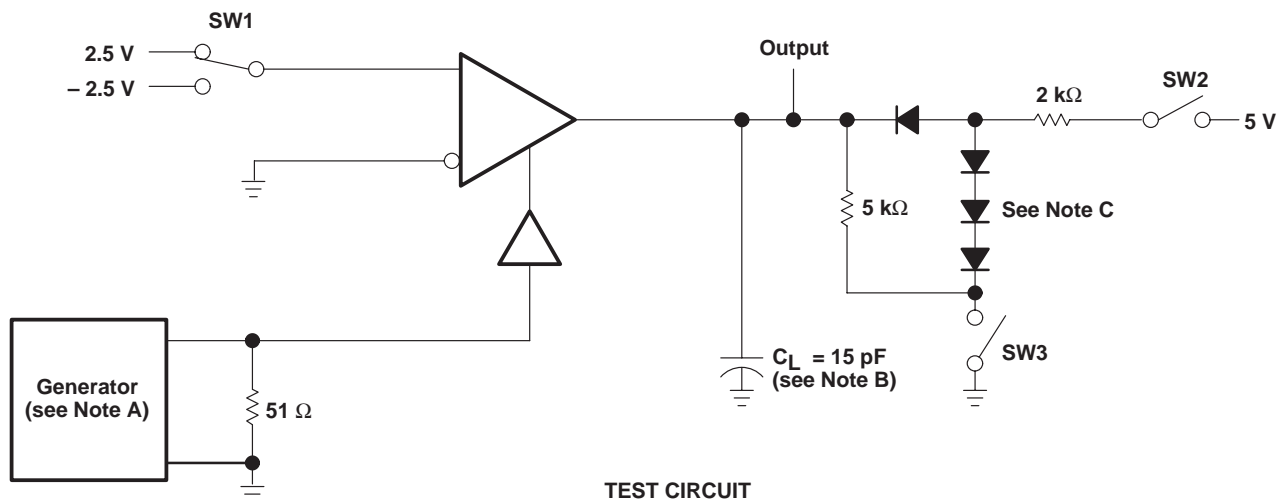 SW1
2.5 V
– 2.5 V
Output
SW2
2 kΩ
5 V
5 kΩ
See Note C
SW3
CL = 15 pF
(see Note B)
Generator
(see Note A)
51 Ω
TEST CIRCUIT